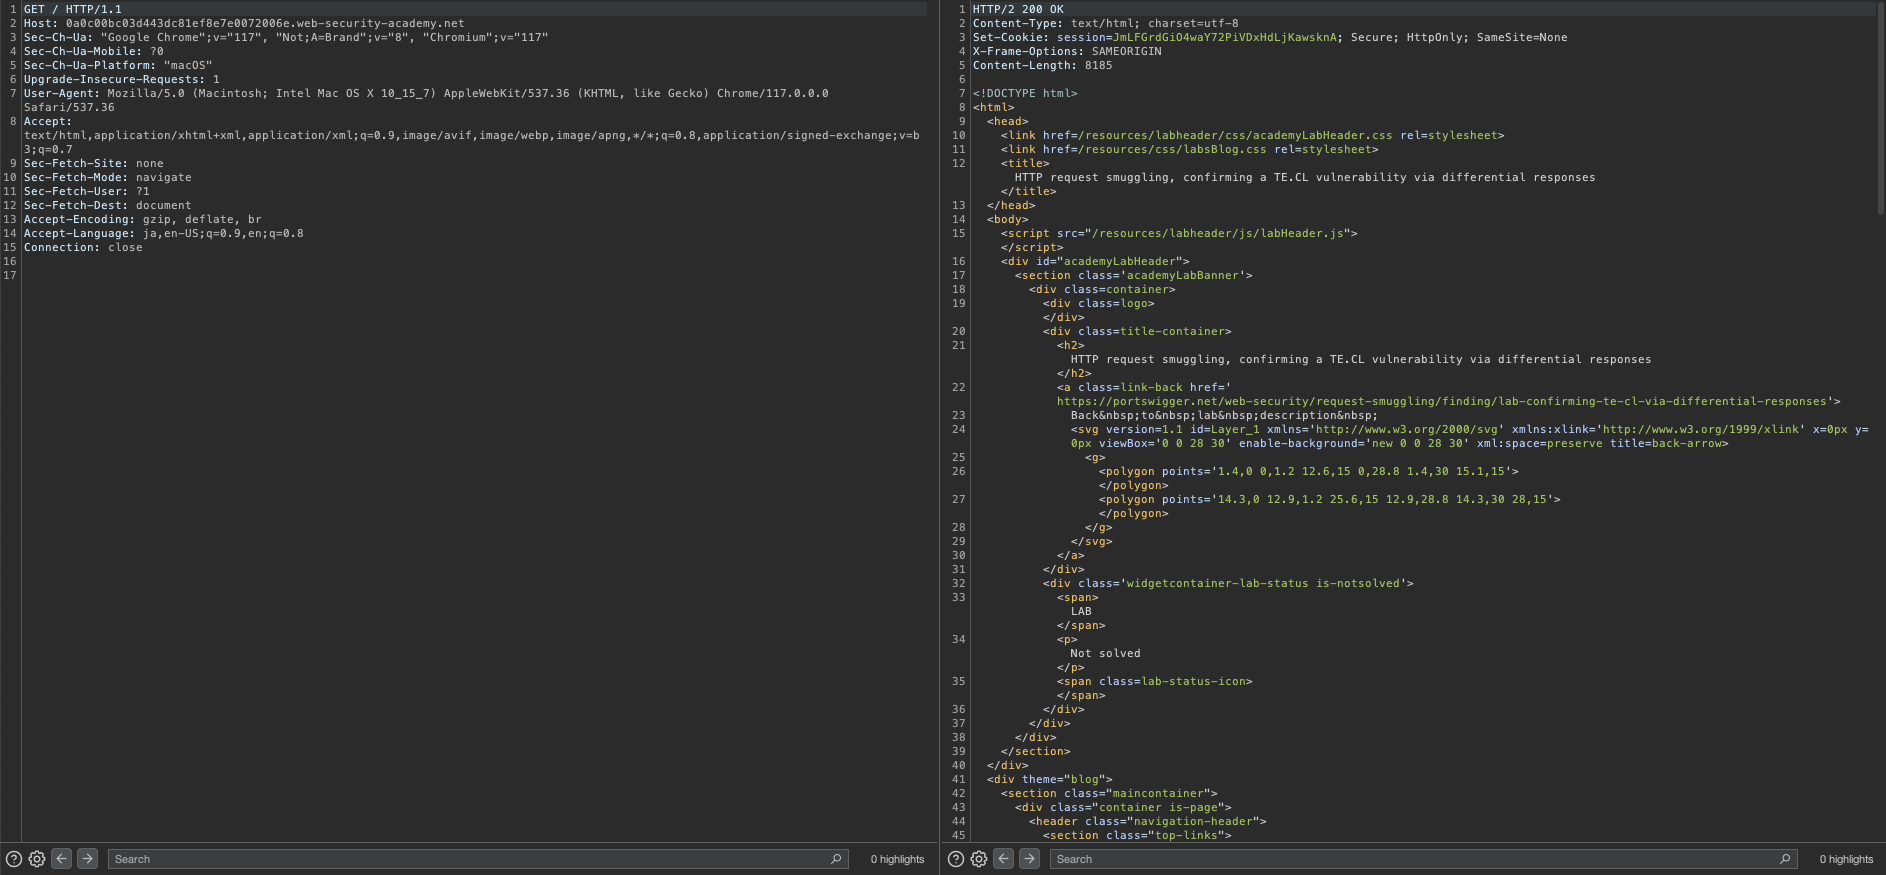 1 GET / HTTP/1.1
2 Host: 0a0c00bc03d443dc81ef8e7e0072006e.web-security-academy.net
3 Sec-Ch-Ua: "Google Chrome";v="117", "Not;A=Brand";v="8", "Chromium";v="117"
4 Sec-Ch-Ua-Mobile: ?0
5 Sec-Ch-Ua-Platform: "macOS"
6 Upgrade-Insecure-Requests: 1
7 User-Agent: Mozilla/5.0 (Macintosh; Intel Mac OS X 10_15_7) AppleWebKit/537.36 (KHTML, like Gecko) Chrome/117.0.0.0
Safari/537.36
8 Accept:
text/html,application/xhtml+xml,application/xml;q=0.9,image/avif,image/webp,image/apng,*/*;q=0.8,application/signed-exchange;v=b
3;q=0.7
9 Sec-Fetch-Site: none
10 Sec-Fetch-Mode: navigate
11 Sec-Fetch-User: ?1
12 Sec-Fetch-Dest: document
13 Accept-Encoding: gzip, deflate, br
14 Accept-Language: ja,en-US;q=0.9,en;q=0.8
15 Connection: close
16
17
Search
0 highlights
1 HTTP/2 200 OK
2 Content-Type: text/html; charset=utf-8
3 Set-Cookie: session=JmLFGrdGiO4waY72PiVDxHdLjKawsknA; Secure; HttpOnly; SameSite=None
4 X-Frame-Options: SAMEORIGIN
5 Content-Length: 8185
6
7 <!DOCTYPE html>
8 <html>
9 <head>
10 <link href=/resources/labheader/css/academyLabHeader.css rel=stylesheet>
11 <link href=/resources/css/labsBlog.css rel=stylesheet>
12 <title>
HTTP request smuggling, confirming a TE.CL vulnerability via differential responses
</title>
13 </head>
14 <body>
15 <script src="/resources/labheader/js/labHeader.js">
</script>
16 <div id="academyLabHeader">
17 <section class='academyLabBanner'>
18 <div class=container>
19 <div class=logo>
</div>
20 <div class=title-container>
21 <h2>
HTTP request smuggling, confirming a TE.CL vulnerability via differential responses
</h2>
22 <a class=link-back href='
https://portswigger.net/web-security/request-smuggling/finding/lab-confirming-te-cl-via-differential-responses'>
23 Back&nbsp;to&nbsp;lab&nbsp;description&nbsp;
24 <svg version=1.1 id=Layer_1 xmlns='http://www.w3.org/2000/svg' xmlns:xlink='http://www.w3.org/1999/xlink' x=0px y=
0px viewBox='0 0 28 30' enable-background='new 0 0 28 30' xml:space=preserve title=back-arrow>
25 <g>
26 <polygon points='1.4,0 0,1.2 12.6,15 0,28.8 1.4,30 15.1,15'>
</polygon>
27 <polygon points='14.3,0 12.9,1.2 25.6,15 12.9,28.8 14.3,30 28,15'>
</polygon>
28 </g>
29 </svg>
30 </a>
31 </div>
32 <div class='widgetcontainer-lab-status is-notsolved'>
33 <span>
LAB
</span>
34 <p>
Not solved
</p>
35 <span class=lab-status-icon>
</span>
36 </div>
37 </div>
38 </div>
39 </section>
40 </div>
41 <div theme="blog">
42 <section class="maincontainer">
43 <div class="container is-page">
44 <header class="navigation-header">
45 <section class="top-links">
Search
0 highlights